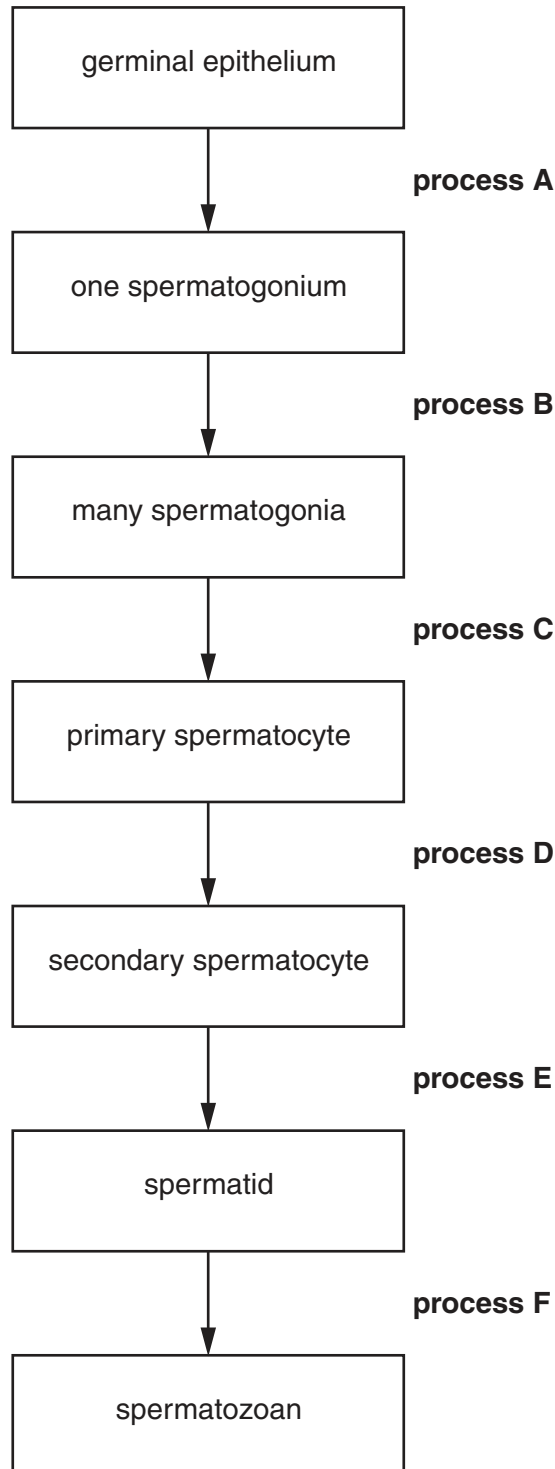 germinal epithelium
process A
one spermatogonium
process B
many spermatogonia
process C
primary spermatocyte
process D
secondary spermatocyte
process E
spermatid
process F
spermatozoan